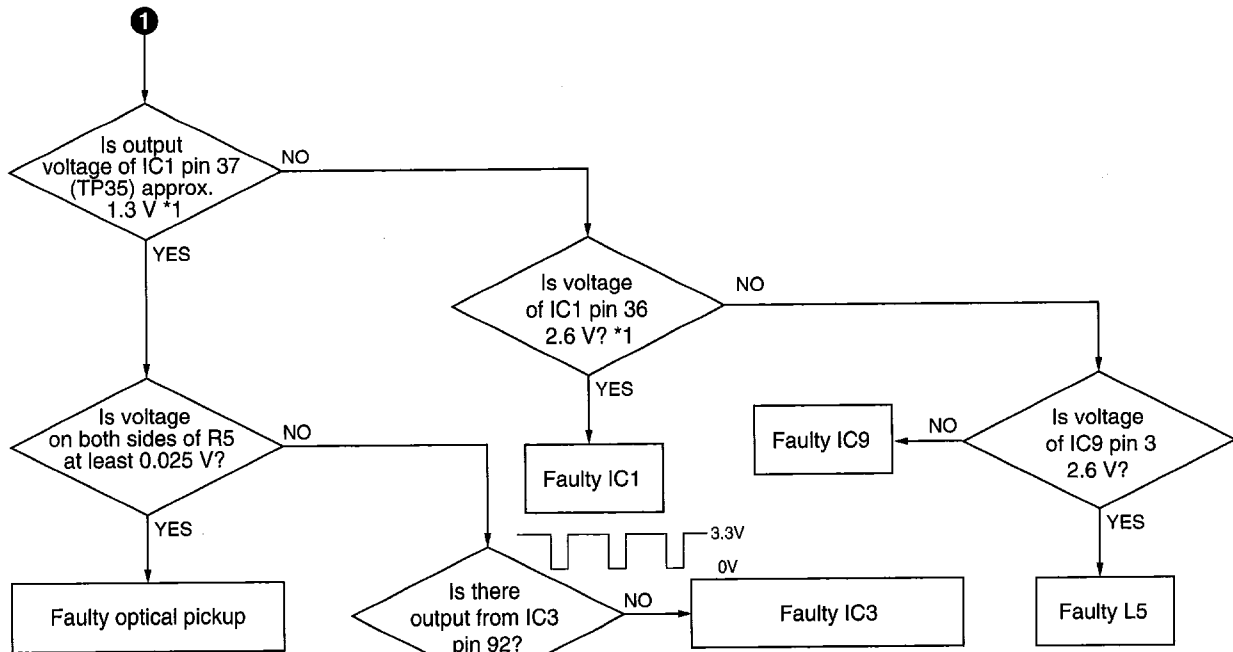 1
Is output
voltage of IC1 pin 37
(TP35) approx.
1.3 V *1
NO
YES
Is voltage
of IC1 pin 36
2.6 V? *1
NO
YES
Is voltage
on both sides of R5
at least 0.025 V?
NO
YES
Faulty IC1
Faulty IC9
NO
Is voltage
of IC9 pin 3
2.6 V?
YES
3.3V
0V
Faulty optical pickup
Is there
output from IC3
pin 92?
NO
Faulty IC3
Faulty L5